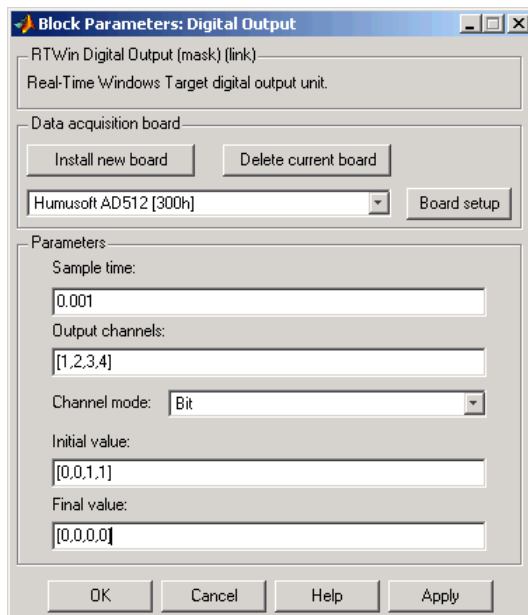 Block Parameters: Digital Output
RTWin Digital Output (mask) (link)
Real-Time Windows Target digital output unit.
Data acquisition board
Install new board Delete current board
Humusoft AD512 [300h] Board setup
Parameters
Sample time:
0.001
Output channels:
[1,2,3,4]
Channel mode: Bit
Initial value:
[0,0,1,1]
Final value:
[0,0,0,0]
OK Cancel Help Apply